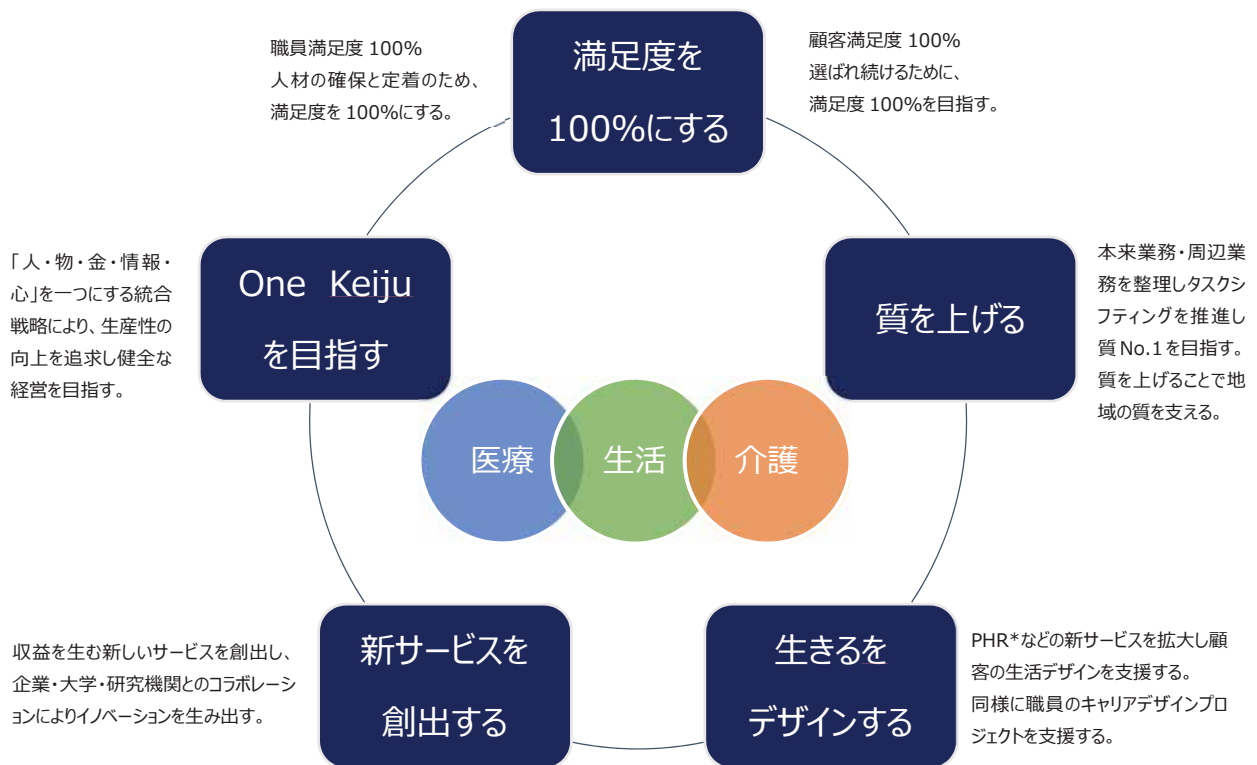 満足度を
100%にする
職員満足度 100%
人材の確保と定着のため、
満足度を 100%にする。
顧客満足度 100%
選ばれ続けるために、
満足度 100%を目指す。
One Keiju
を目指す
「人・物・金・情報・
心」を一つにする統合
戦略により、生産性の
向上を追求し健全な
経営を目指す。
質を上げる
本来業務・周辺業
務を整理しタスクシ
フティングを推進し
質 No.1 を目指す。
質を上げることで地
域の質を支える。
医療
生活
介護
新サービスを
創出する
収益を生む新しいサービスを創出し、
企業・大学・研究機関とのコラボレーシ
ョンによりイノベーションを生み出す。
生きるを
デザインする
PHR*などの新サービスを拡大し顧
客の生活デザインを支援する。
同様に職員のキャリアデザインプロ
ジェクトを支援する。